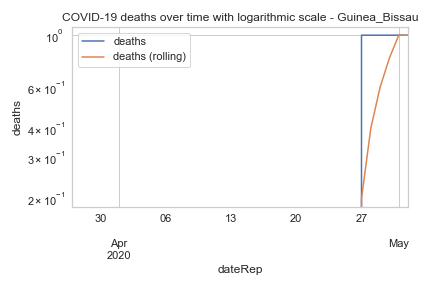 COVID-19 deaths over time with logarithmic scale - Guinea_Bissau
deaths
deaths (rolling)
10⁰
6 × 10⁻¹
4 × 10⁻¹
3 × 10⁻¹
2 × 10⁻¹
deaths
30 06 13 20 27
Apr May
2020
dateRep